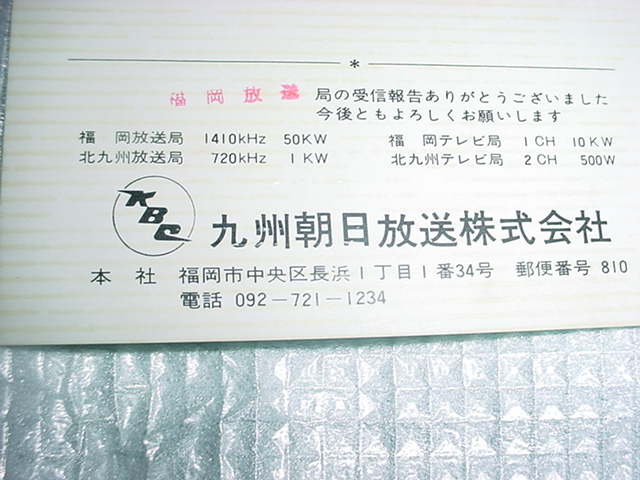 *
福岡放送 局の受信報告ありがとうございました
今後ともよろしくお願いします
福 岡放送局 1410kHz 50KW 福 岡テレビ局 1CH 10KW
北九州放送局 720kHz 1KW 北九州テレビ局 2CH 500W
KBC 九州朝日放送株式会社
本 社 福岡市中央区長浜1丁目1番34号 郵便番号 810
電話 092-721-1234